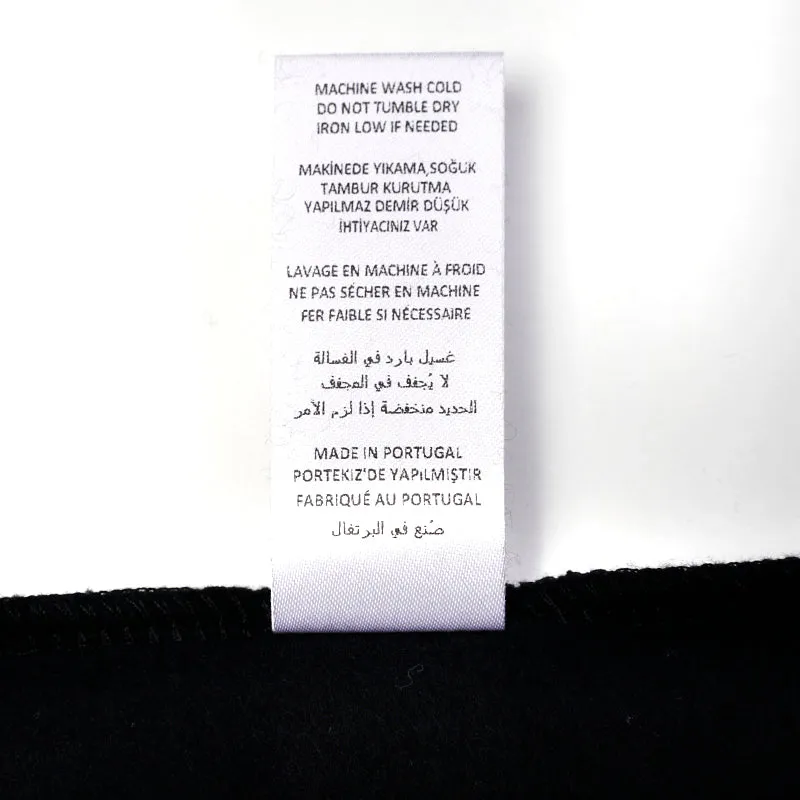 MACHINE WASH COLD
DO NOT TUMBLE DRY
IRON LOW IF NEEDED
MAKİNEDE YIKAMA,SOĞUK
TAMBUR KURUTMA
YAPILMAZ DEMİR DÜŞÜK
İHTİYACINIZ VAR
LAVAGE EN MACHINE À FROID
NE PAS SÉCHER EN MACHINE
FER FAIBLE SI NÉCESSAIRE
غسيل بارد في الغسالة
لا يُجفف في المجفف
الحديد منخفضة إذا لزم الأمر
MADE IN PORTUGAL
PORTEKIZ'DE YAPILMIŞTIR
FABRIQUÉ AU PORTUGAL
صُنع في البرتغال